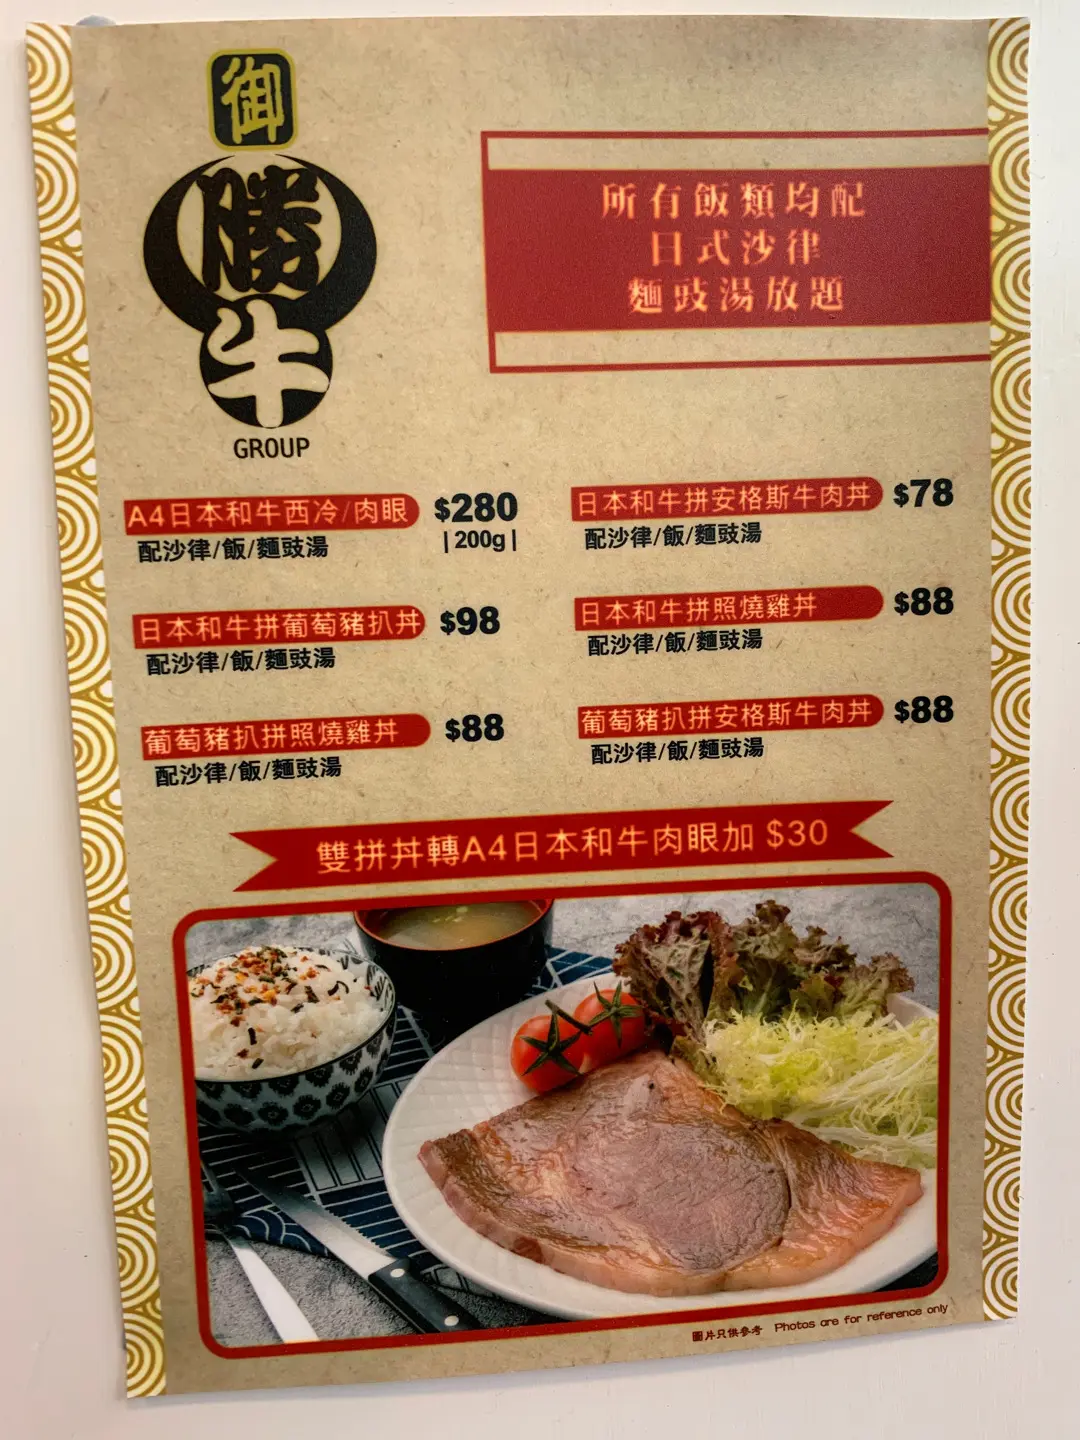 御
勝
牛
GROUP
所有飯類均配
日式沙律
麵豉湯放題
A4日本和牛西冷/肉眼 $280
配沙律/飯/麵豉湯 | 200g |
日本和牛拼葡萄豬扒丼 $98
配沙律/飯/麵豉湯
葡萄豬扒拼照燒雞丼 $88
配沙律/飯/麵豉湯
日本和牛拼安格斯牛肉丼 $78
配沙律/飯/麵豉湯
日本和牛拼照燒雞丼 $88
配沙律/飯/麵豉湯
葡萄豬扒拼安格斯牛肉丼 $88
配沙律/飯/麵豉湯
雙拼丼轉A4日本和牛肉眼加 $30
圖片只供參考 Photos are for reference only